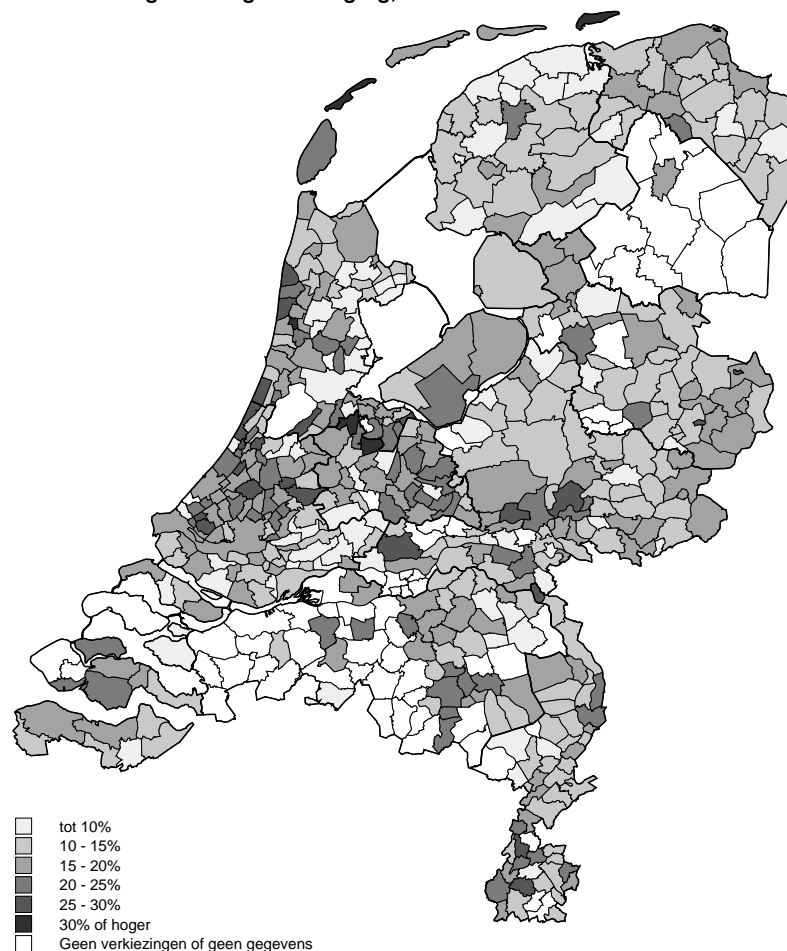 tot 10%
10 - 15%
15 - 20%
20 - 25%
25 - 30%
30% of hoger
Geen verkiezingen of geen gegevens